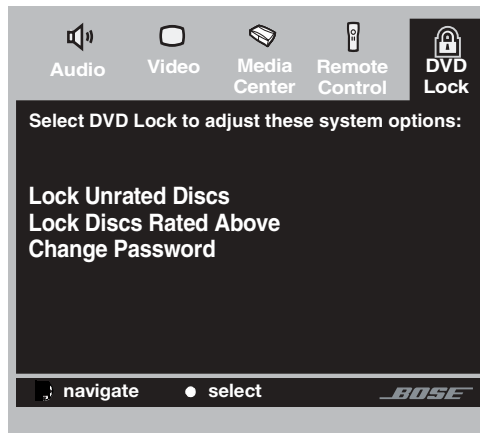 Audio
Video
Media
Center
Remote
Control
DVD
Lock
Select DVD Lock to adjust these system options:
Lock Unrated Discs
Lock Discs Rated Above
Change Password
navigate
select
BOSE